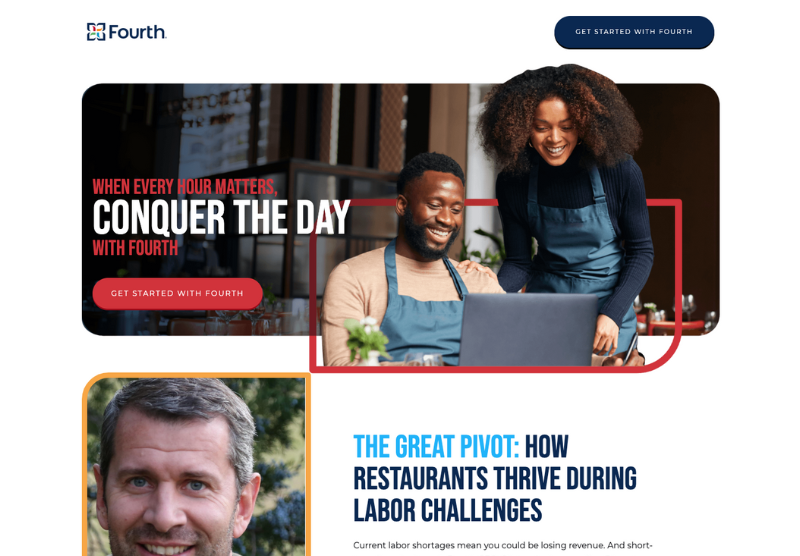 Fourth
GET STARTED WITH FOURTH
WHEN EVERY HOUR MATTERS,
CONQUER THE DAY
WITH FOURTH
GET STARTED WITH FOURTH
THE GREAT PIVOT: HOW
RESTAURANTS THRIVE DURING
LABOR CHALLENGES
Current labor shortages mean you could be losing revenue. And short-